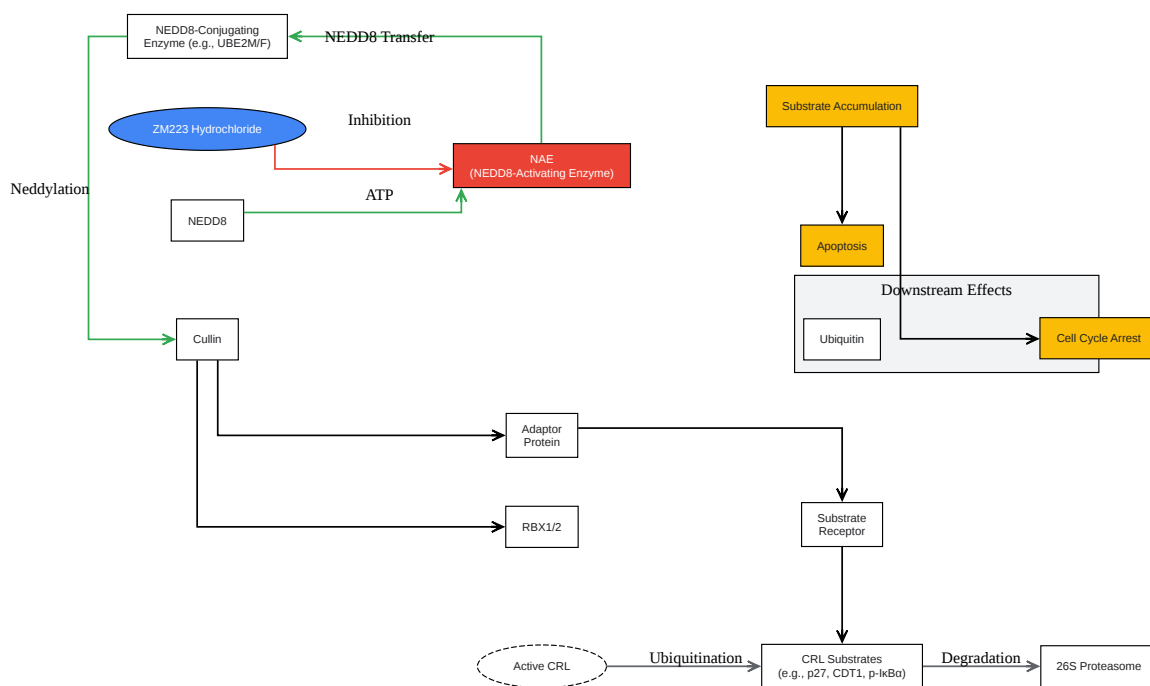 NEDD8-Conjugating
Enzyme (e.g., UBE2M/F)
NEDD8 Transfer
Substrate Accumulation
ZM223 Hydrochloride
Inhibition
NAE
(NEDD8-Activating Enzyme)
Neddylation
ATP
NEDD8
Apoptosis
Downstream Effects
Cullin
Ubiquitin
Cell Cycle Arrest
Adaptor
Protein
RBX1/2
Substrate
Receptor
Active CRL
Ubiquitination
CRL Substrates
(e.g., p27, CDT1, p-IκBα)
Degradation
26S Proteasome